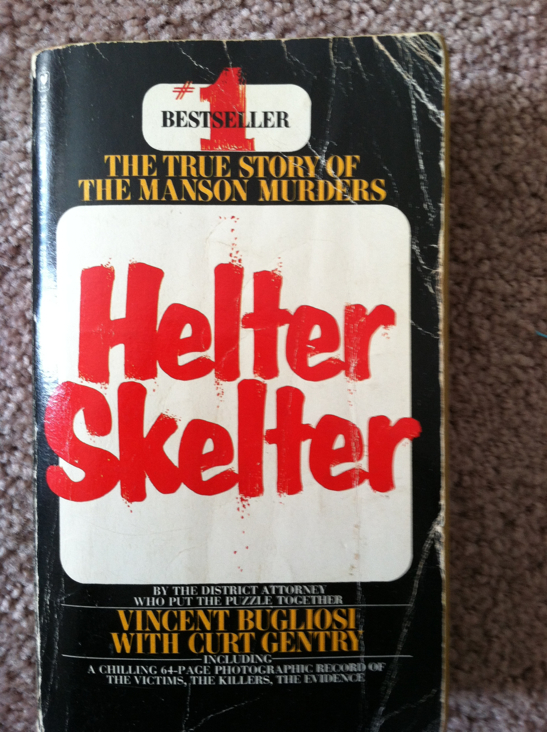 #1
BESTSELLER
THE TRUE STORY OF
THE MANSON MURDERS
Helter
Skelter
BY THE DISTRICT ATTORNEY
WHO PUT THE PUZZLE TOGETHER
VINCENT BUGLIOSI
WITH CURT GENTRY
INCLUDING
A CHILLING 64-PAGE PHOTOGRAPHIC RECORD OF
THE VICTIMS, THE KILLERS, THE EVIDENCE